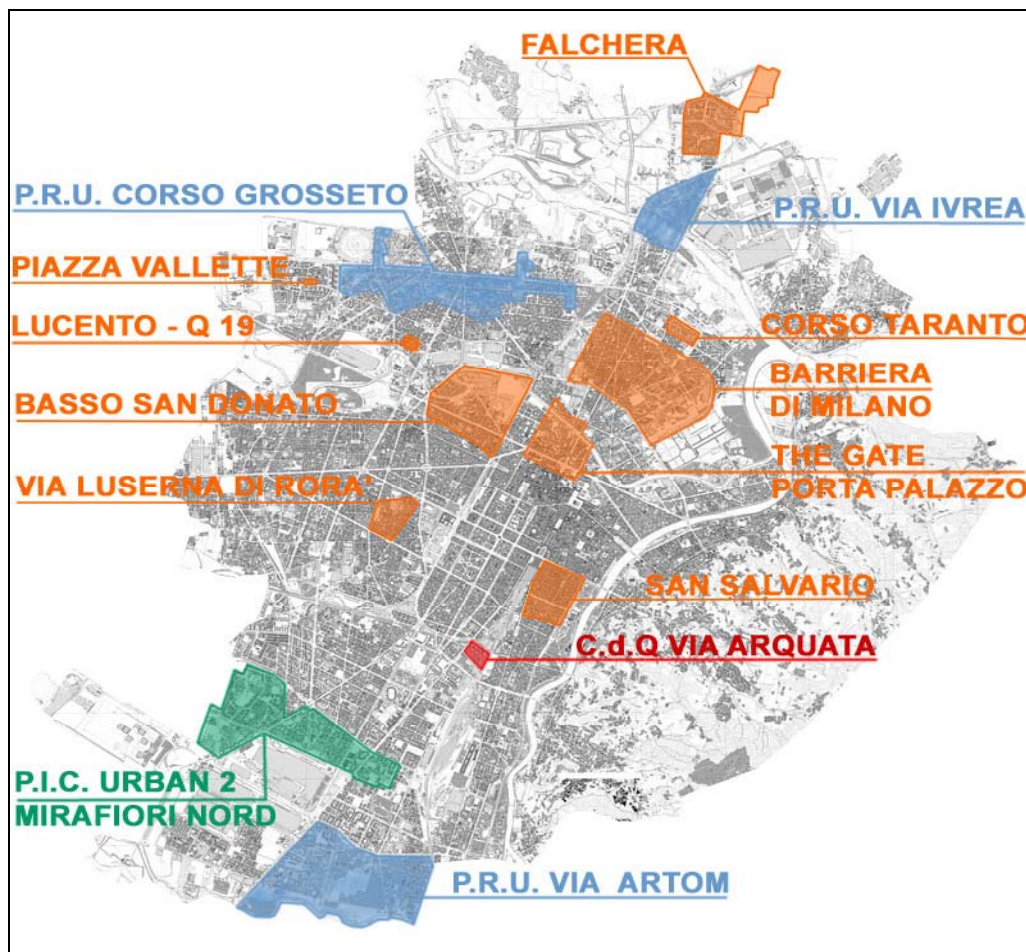 FALCHERA
P.R.U. CORSO GROSSETO
P.R.U. VIA IVREA
PIAZZA VALLETTE
LUCENTO - Q 19
CORSO TARANTO
BARRIERA
DI MILANO
BASSO SAN DONATO
THE GATE
PORTA PALAZZO
VIA LUSERNA DI RORA'
SAN SALVARIO
C.d.Q VIA ARQUATA
P.I.C. URBAN 2
MIRAFIORI NORD
P.R.U. VIA ARTOM